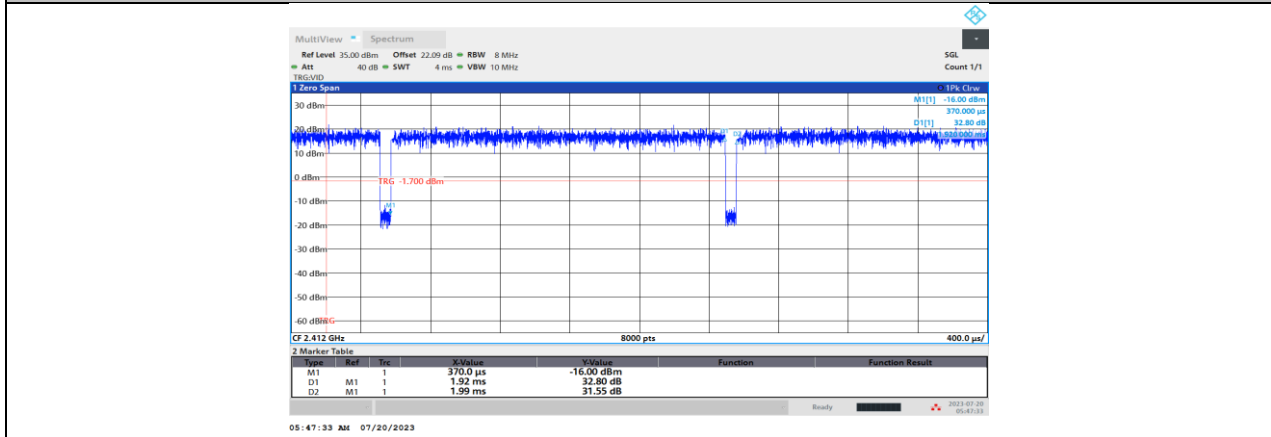 MultiView Spectrum
Ref Level 35.00 dBm Offset 22.09 dB RBW 8 MHz SGL
Att 40 dB SWT 4 ms VBW 10 MHz Count 1/1
TRG:VID
1 Zero Span 1Pk Clrw
M1[1] -16.00 dBm
30 dBm
370.000 µs
D1[1] 32.80 dB
20 dBm D2 1.920 000 ms
10 dBm
0 dBm
TRG -1.700 dBm
-10 dBm
M1
-20 dBm
-30 dBm
-40 dBm
-50 dBm
-60 dBm TRG
CF 2.412 GHz 8000 pts 400.0 µs/
2 Marker Table
Type Ref Trc X-Value Y-Value Function Function Result
M1 1 370.0 µs -16.00 dBm
D1 M1 1 1.92 ms 32.80 dB
D2 M1 1 1.99 ms 31.55 dB
Ready 2023-07-20
05:47:33
05:47:33 AM 07/20/2023